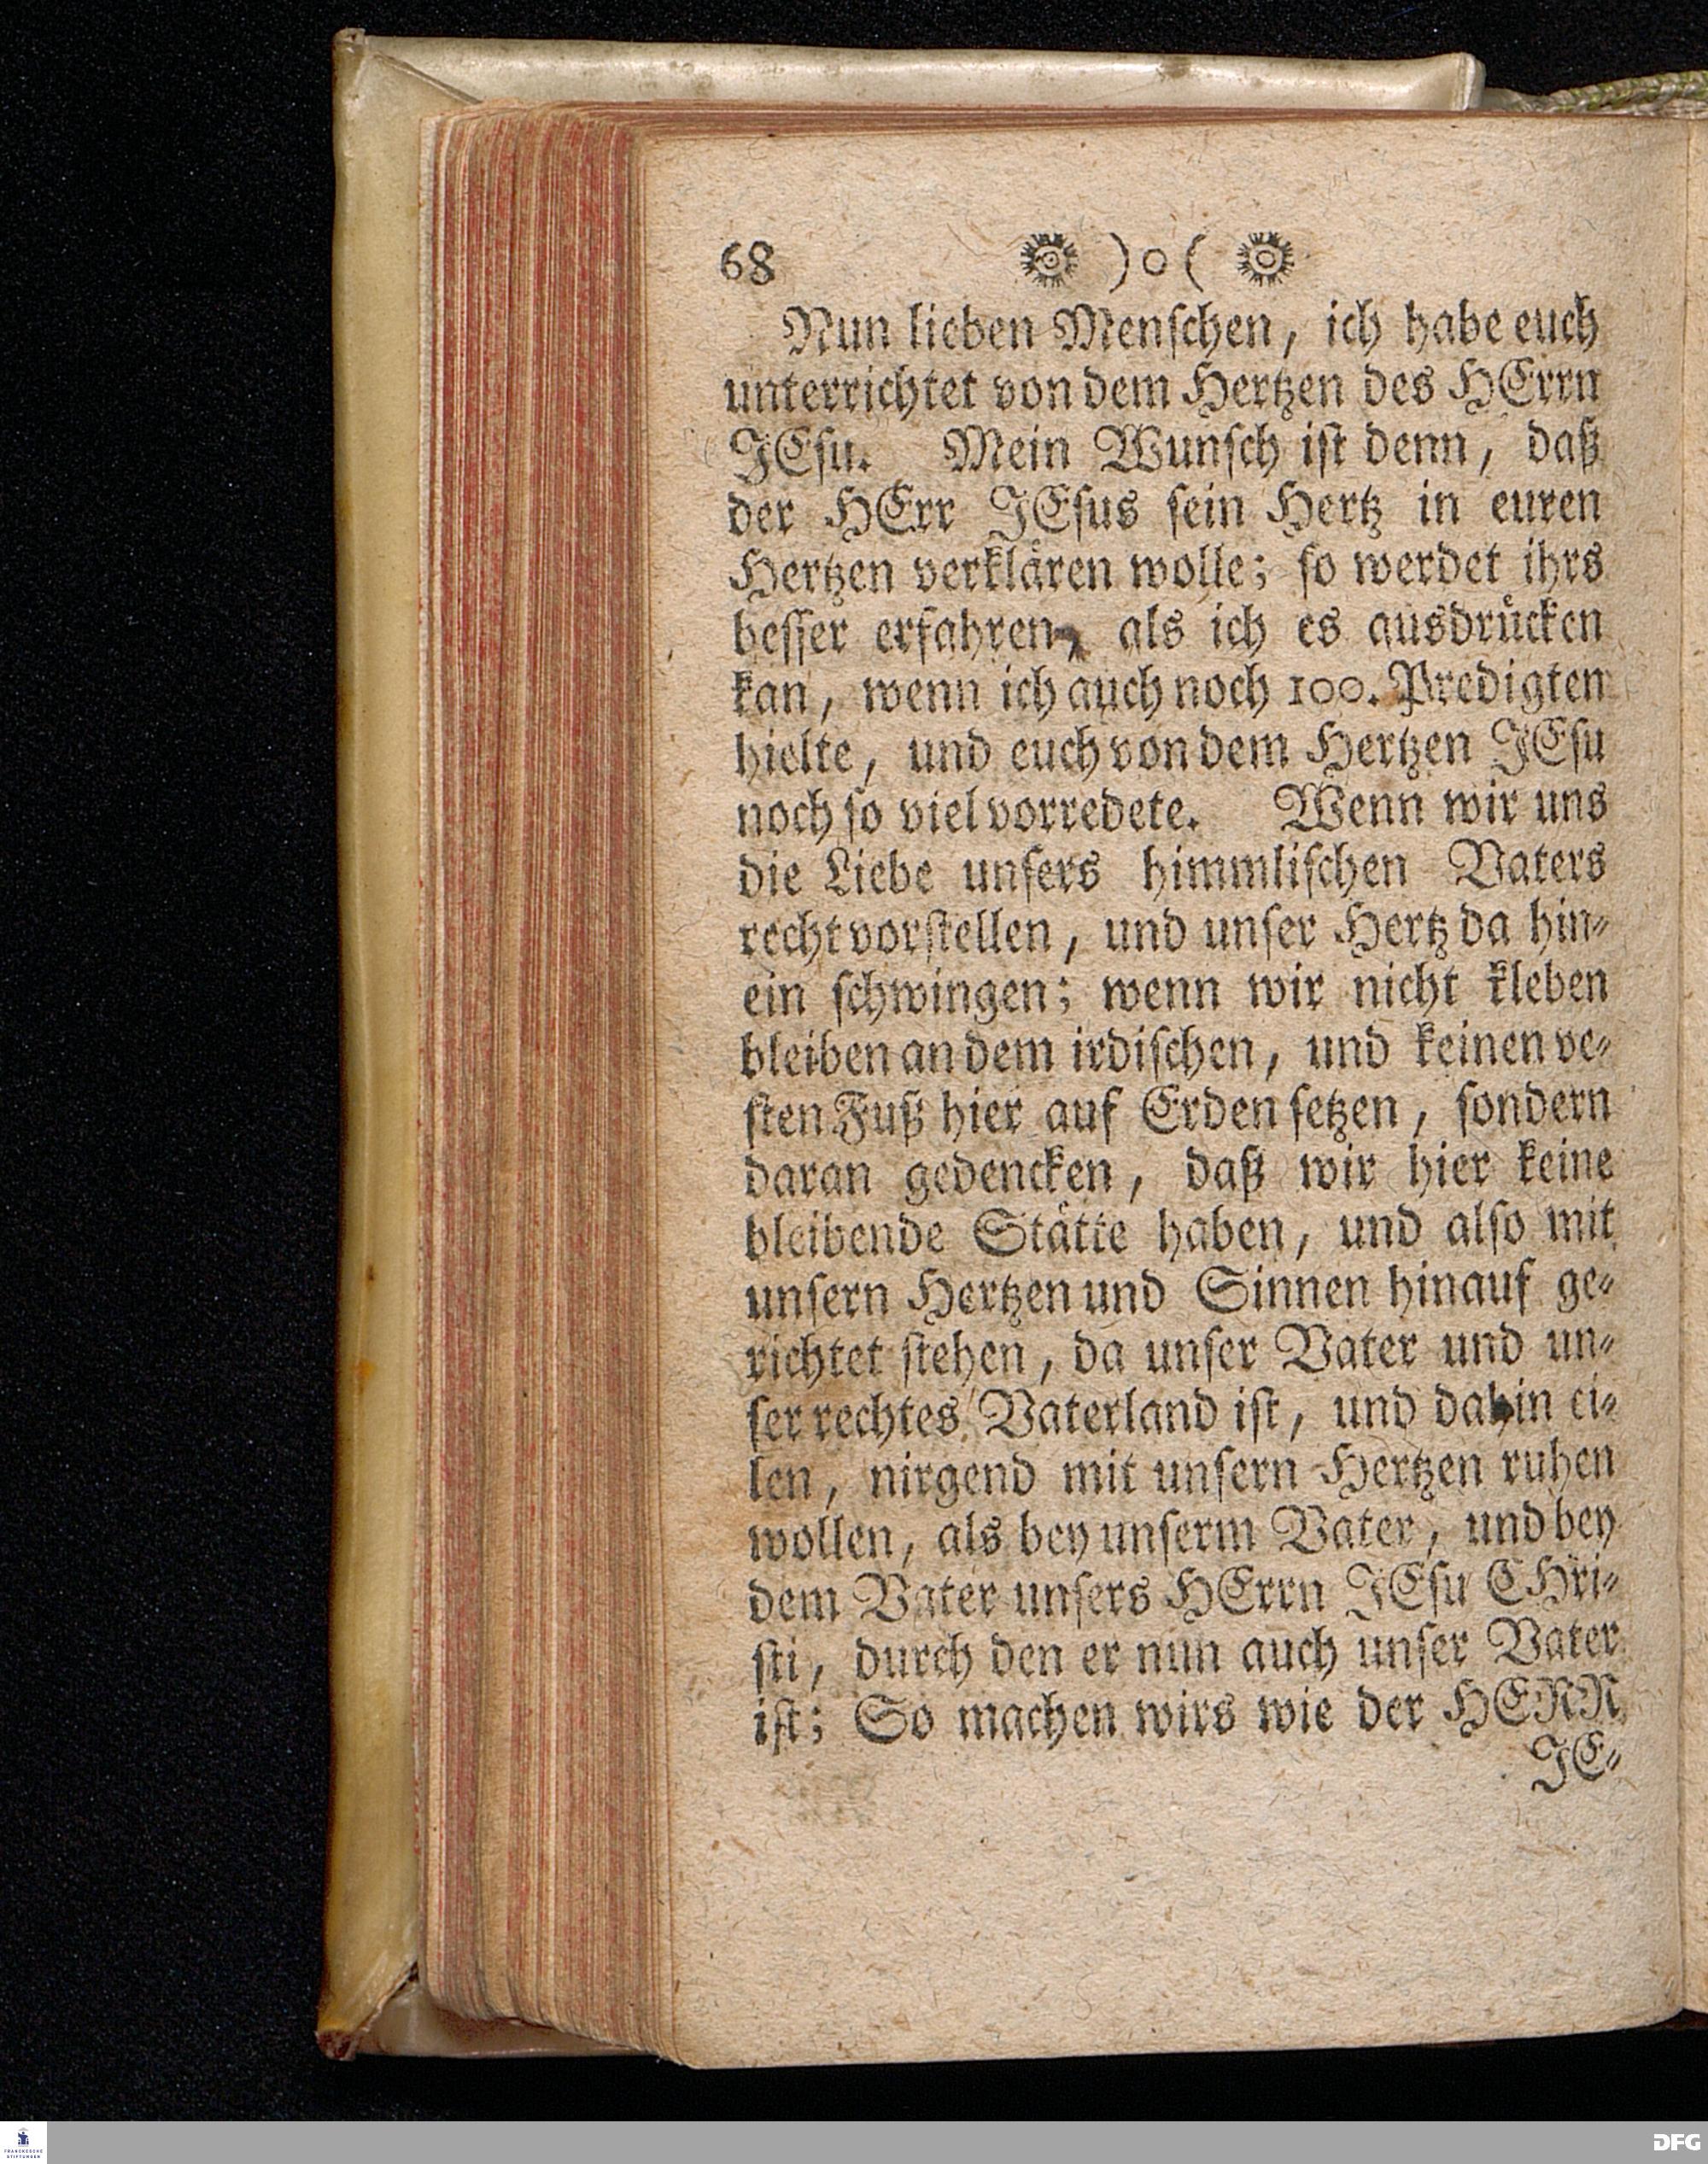 68 )o(
Nun lieben Menſchen, ich habe euch
unterrichtet von dem Hertzen des HErrn
JEſu. Mein Wunſch iſt denn, daß
der HErr JEſus ſein Hertz in euren
Hertzen verklären wolle; ſo werdet ihrs
beſſer erfahren, als ich es ausdrücken
kan, wenn ich auch noch 100. Predigten
hielte, und euch von dem Hertzen JEſu
noch ſo viel vorredete. Wenn wir uns
die Liebe unſers himmliſchen Vaters
recht vorſtellen, und unſer Hertz da hin⸗
ein ſchwingen; wenn wir nicht kleben
bleiben an dem irdiſchen, und keinen ve⸗
ſten Fuß hier auf Erden ſetzen, ſondern
daran gedencken, daß wir hier keine
bleibende Stätte haben, und alſo mit
unſern Hertzen und Sinnen hinauf ge⸗
richtet ſtehen, da unſer Vater und un⸗
ſer rechtes Vaterland iſt, und dahin ei⸗
len, nirgend mit unſern Hertzen ruhen
wollen, als bey unſerm Vater, und bey
dem Vater unſers HErrn JEſu CHri⸗
ſti, durch den er nun auch unſer Vater
iſt; So machen wirs wie der HERR
JE⸗
FRANCKESCHE
STIFTUNGEN
DFG